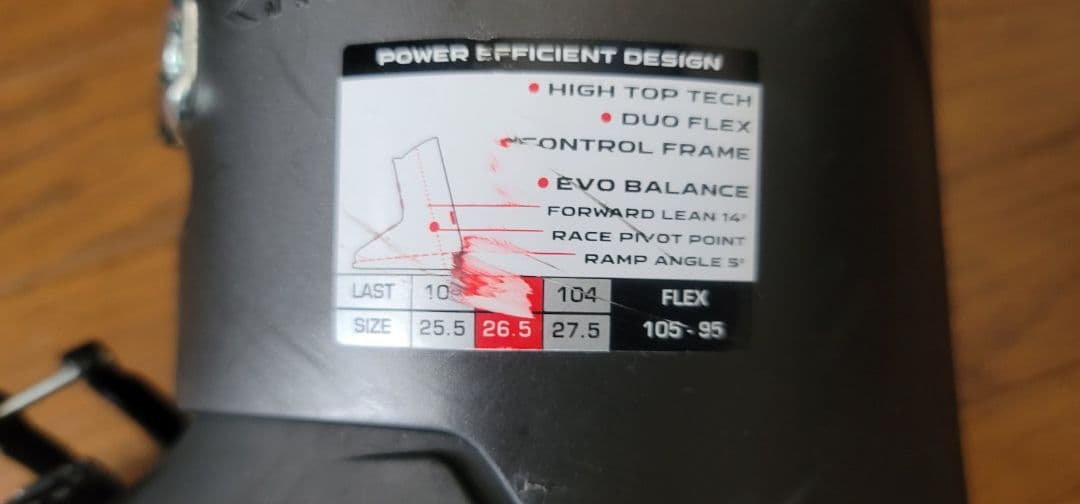 POWER EFFICIENT DESIGN
HIGH TOP TECH
DUO FLEX
CONTROL FRAME
EVO BALANCE
FORWARD LEAN 14°
RACE PIVOT POINT
RAMP ANGLE 5°
LAST 104 FLEX
SIZE 25.5 26.5 27.5 105-95